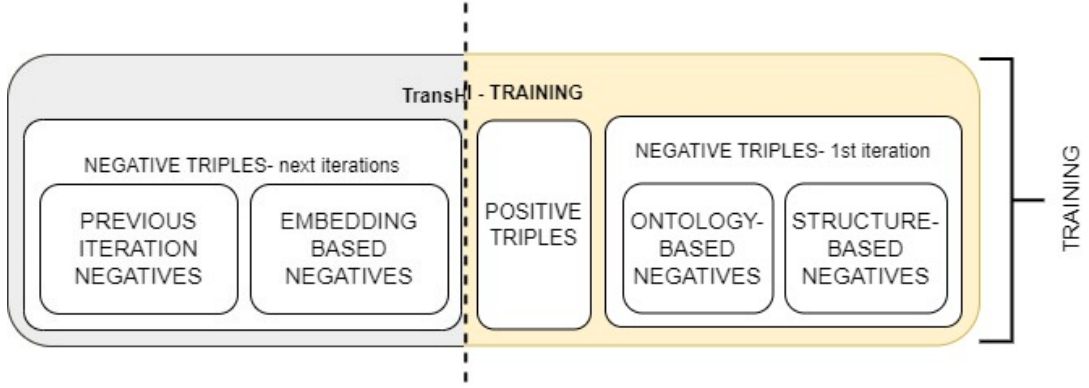 TransHI - TRAINING
NEGATIVE TRIPLES- next iterations
PREVIOUS
ITERATION
NEGATIVES
EMBEDDING
BASED
NEGATIVES
POSITIVE
TRIPLES
NEGATIVE TRIPLES- 1st iteration
ONTOLOGY-
BASED
NEGATIVES
STRUCTURE-
BASED
NEGATIVES
TRAINING